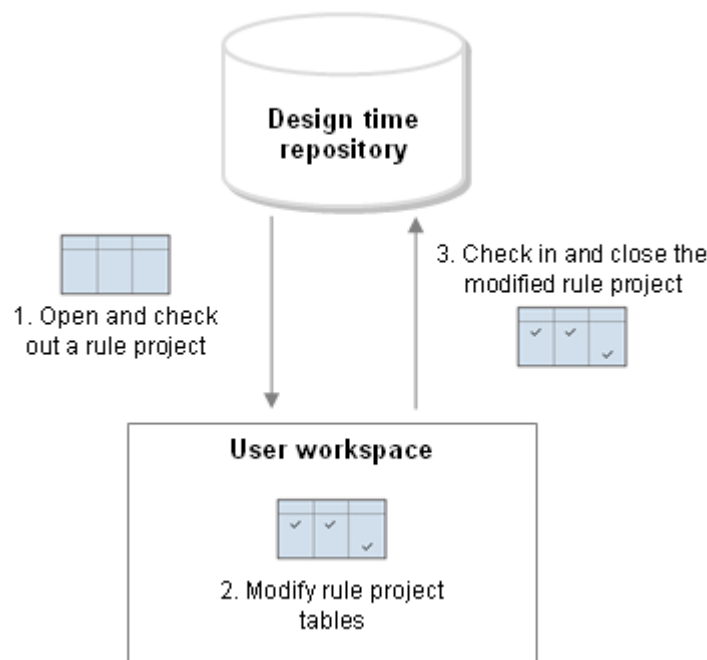 Design time
repository
1. Open and check
out a rule project
3. Check in and close the
modified rule project
User workspace
2. Modify rule project
tables